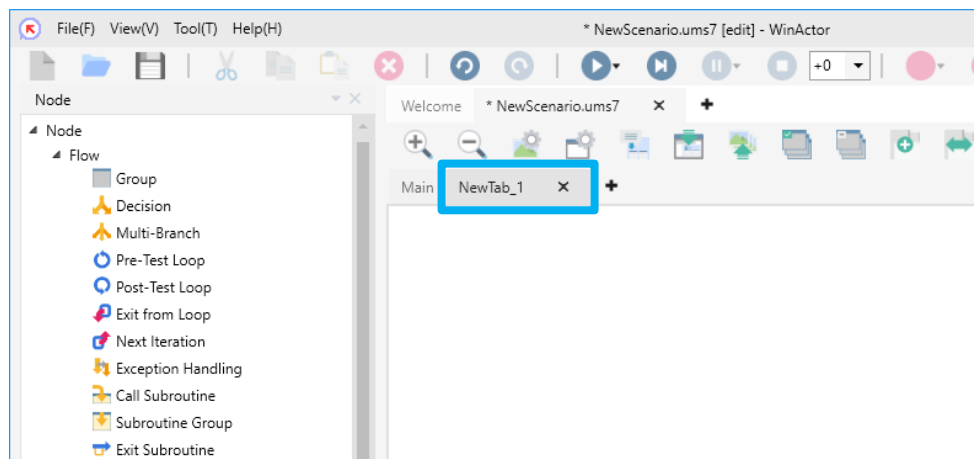 File(F) View(V) Tool(T) Help(H) * NewScenario.ums7 [edit] - WinActor
+0
Node
Welcome * NewScenario.ums7
Node
Flow
Main NewTab_1
Group
Decision
Multi-Branch
Pre-Test Loop
Post-Test Loop
Exit from Loop
Next Iteration
Exception Handling
Call Subroutine
Subroutine Group
Exit Subroutine